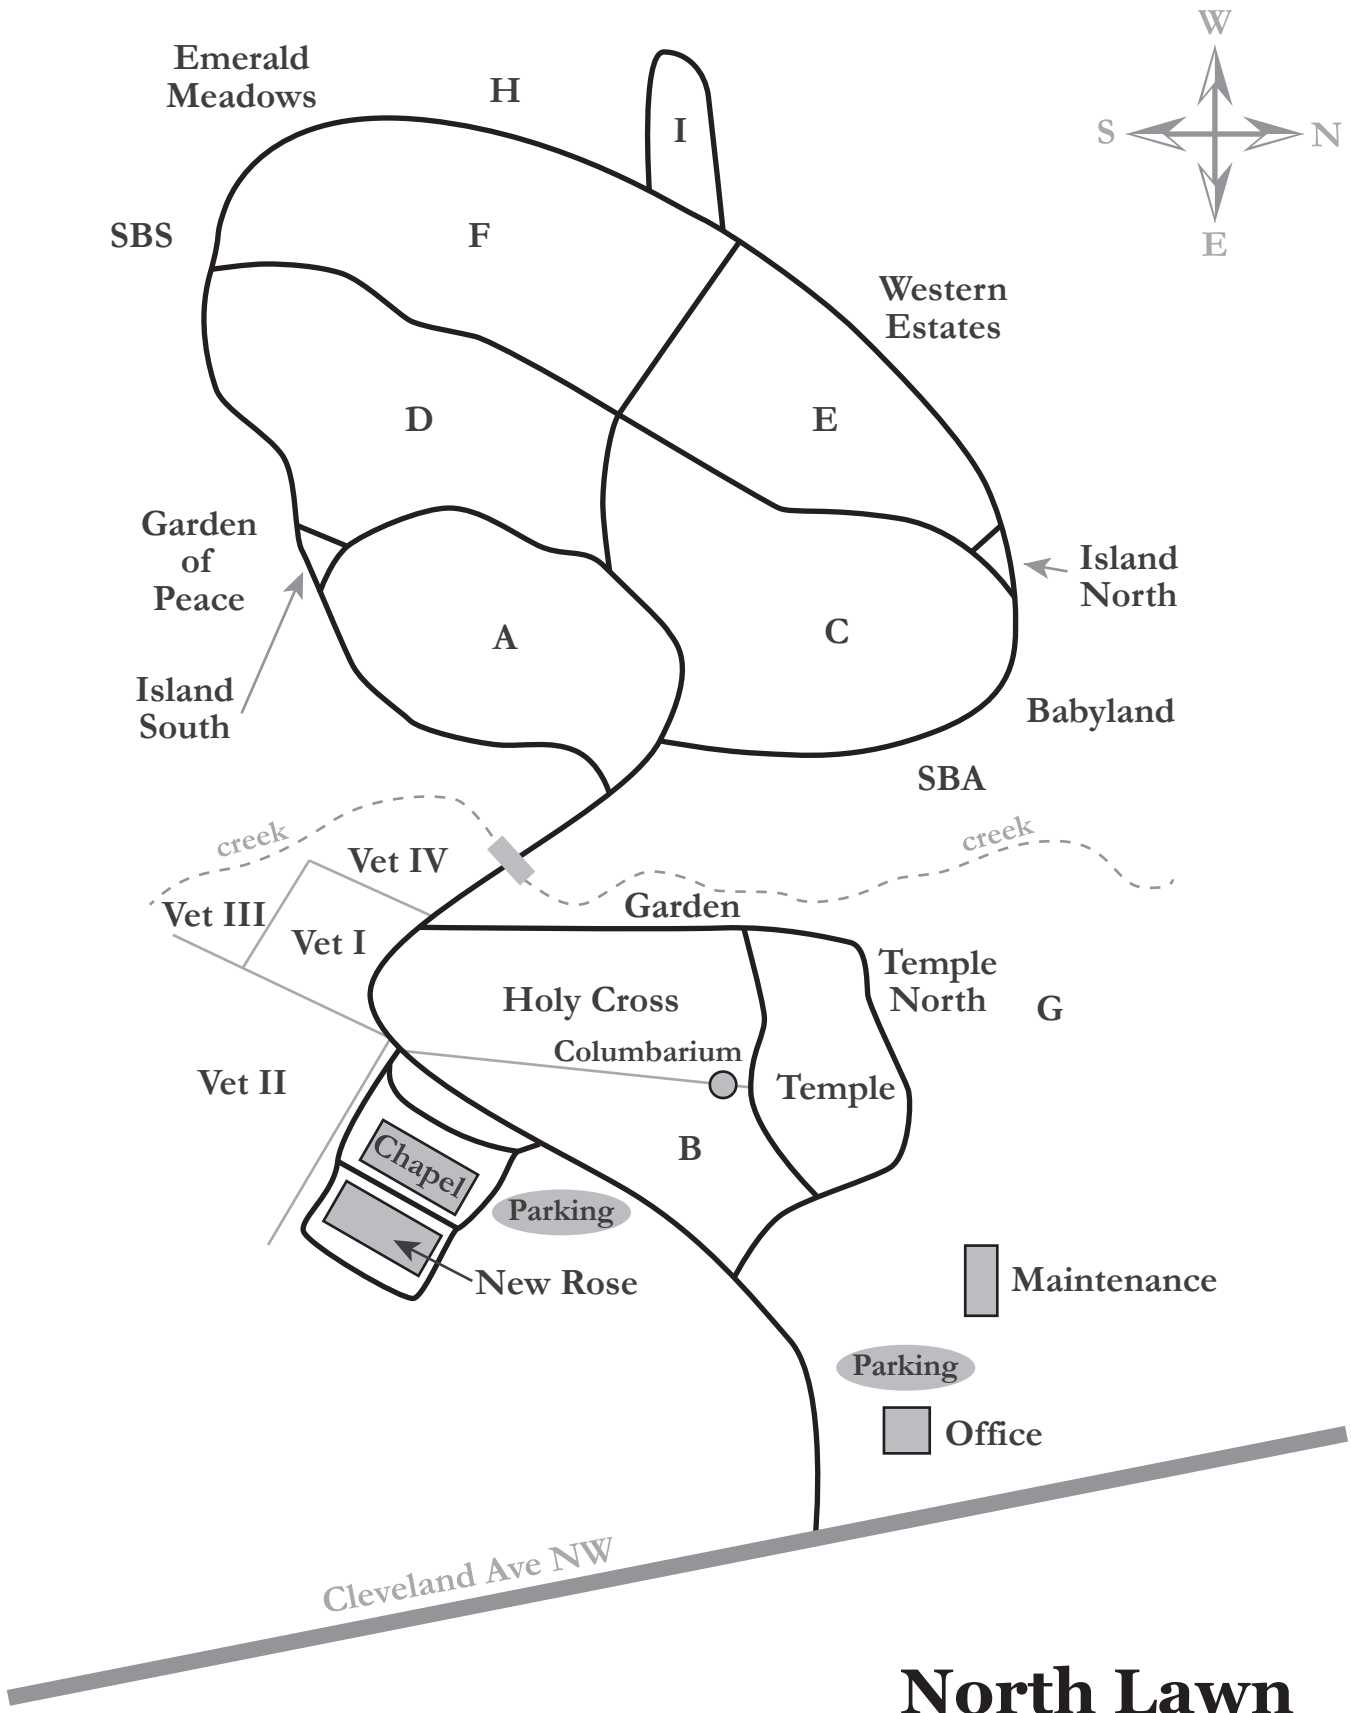 W
Emerald
Meadows
H
I
S
N
SBS
F
E
Western
Estates
D
E
Garden
of
Peace
Island
North
A
C
Island
South
Babyland
SBA
creek
creek
Vet IV
Vet III
Garden
Vet I
Temple
North
Holy Cross
G
Columbarium
Vet II
Temple
B
Chapel
Parking
New Rose
Maintenance
Parking
Office
Cleveland Ave NW
North Lawn